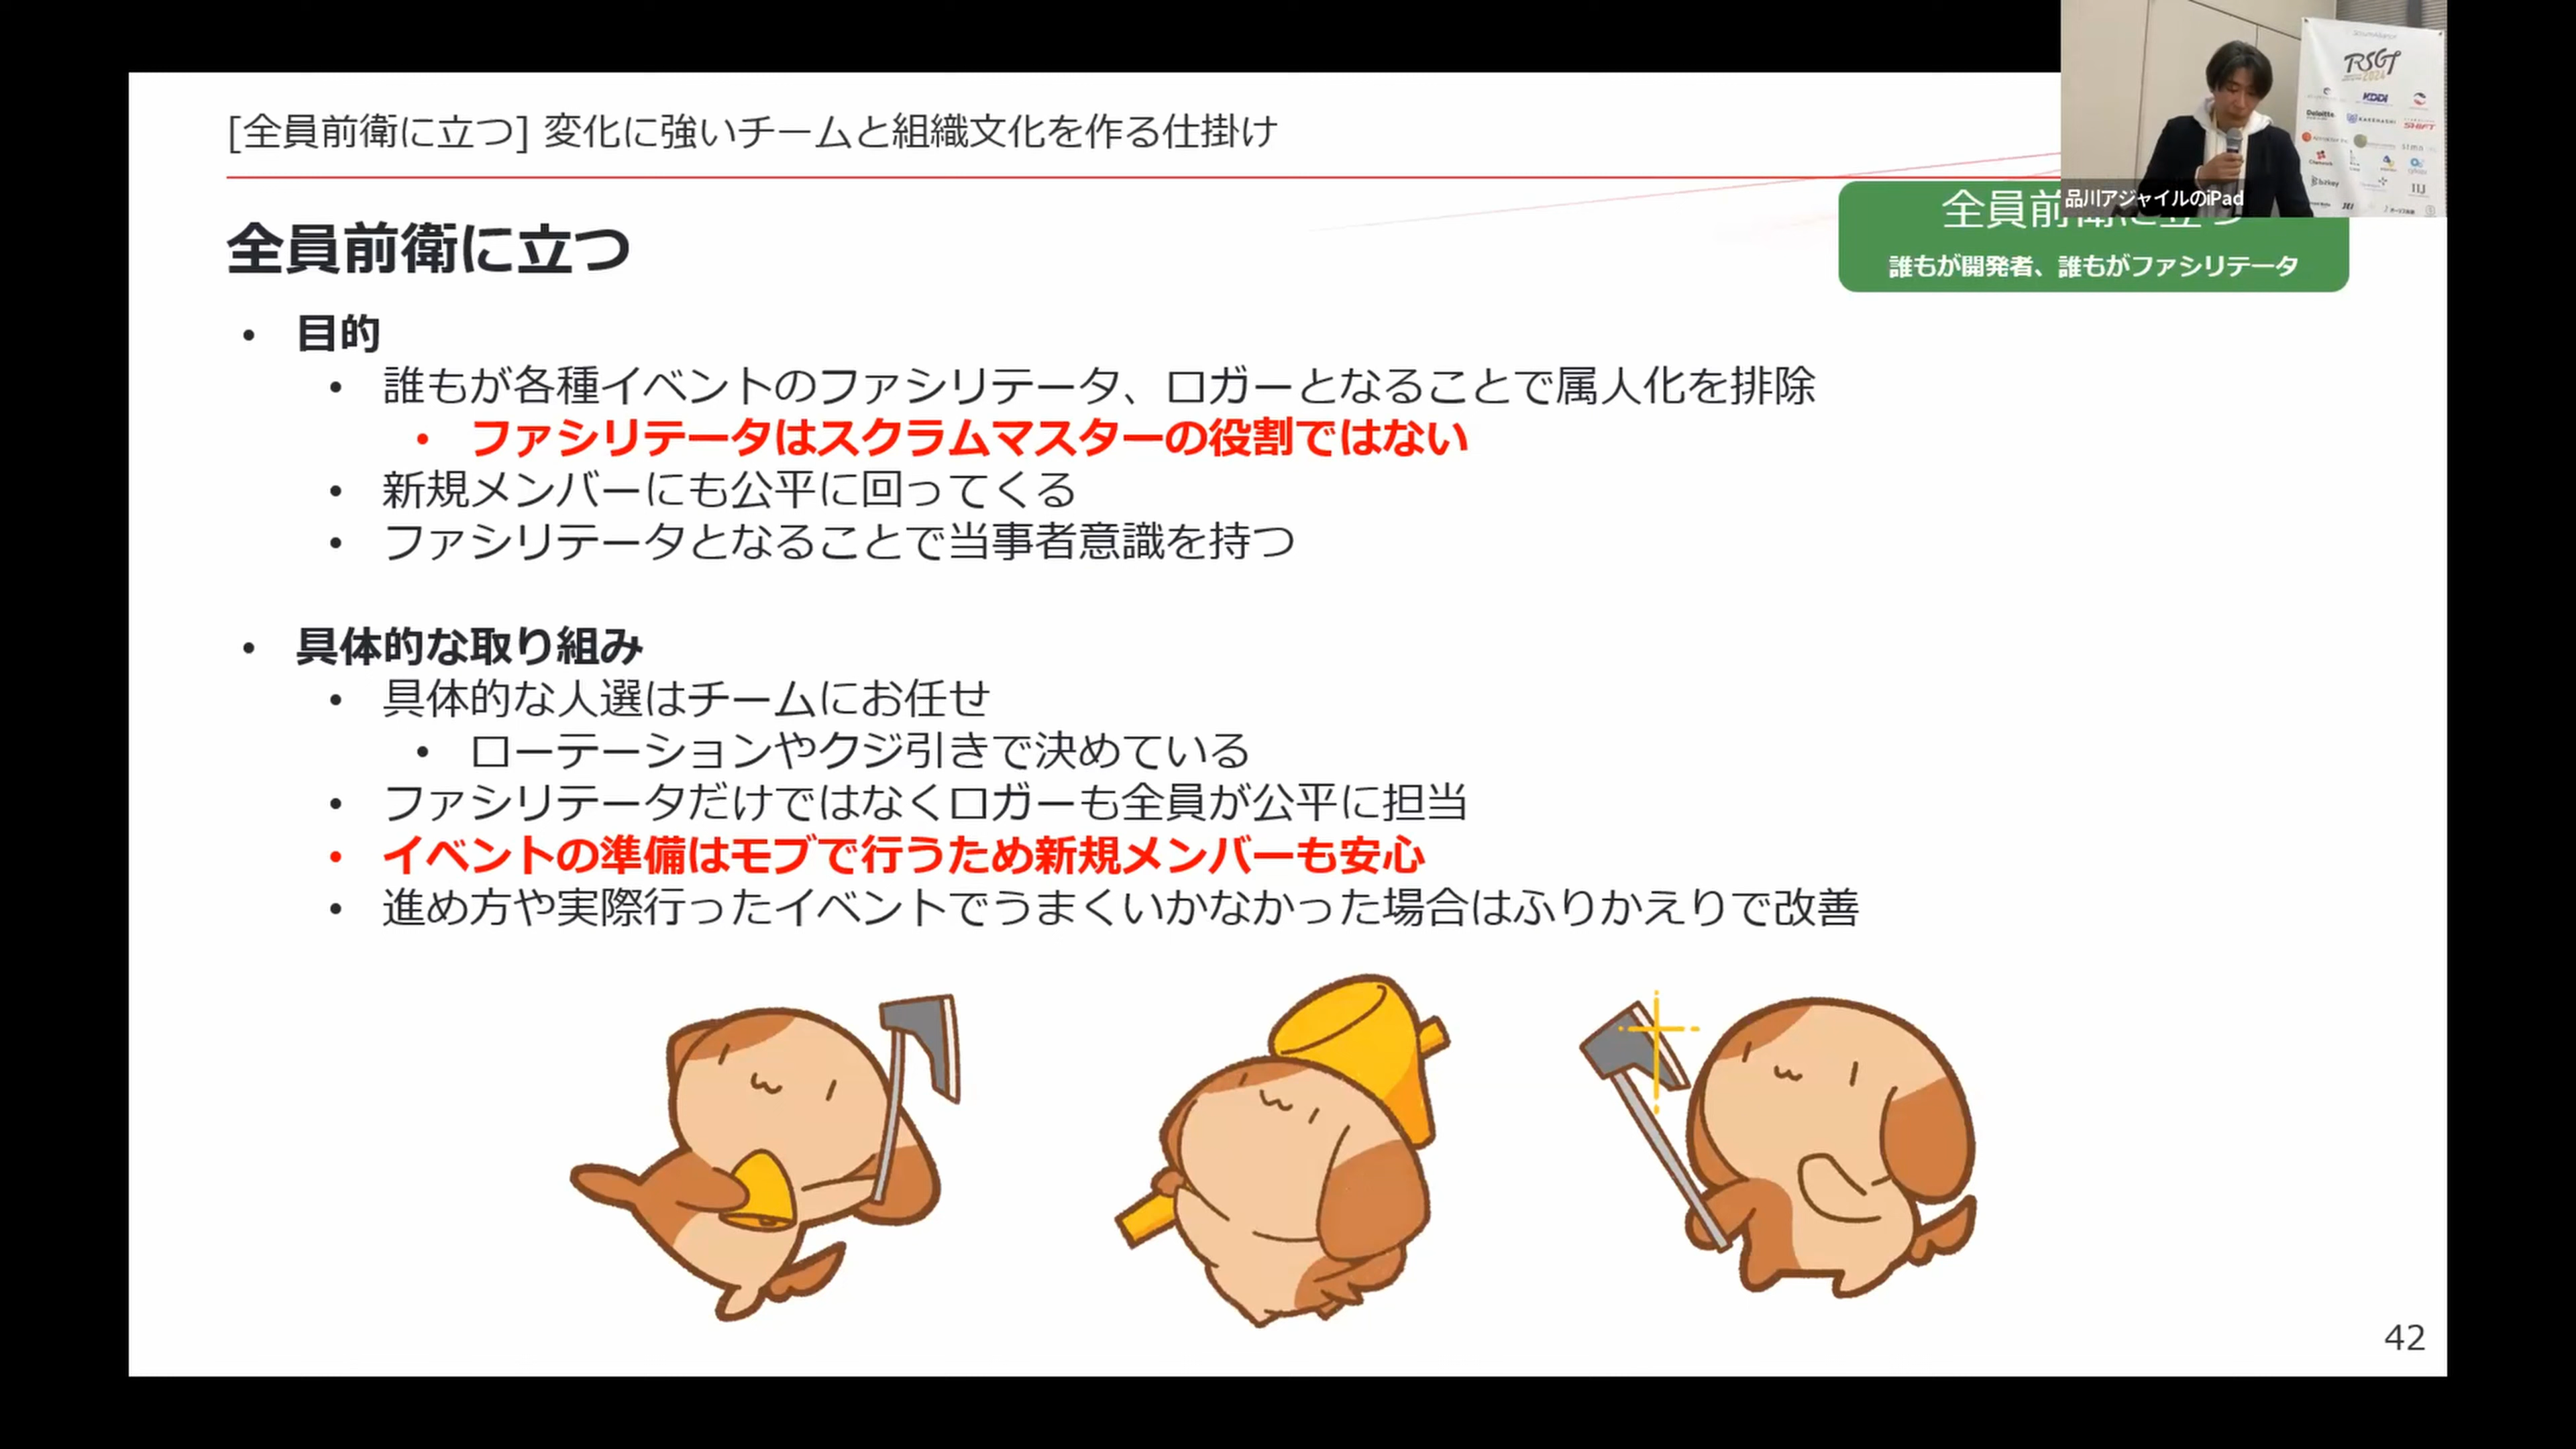 [全員前衛に立つ] 変化に強いチームと組織文化を作る仕掛け
RSGT
2024
KDDI
Deloitte.
KAKEHASHI
SHIFT
品川アジャイルのiPad
全員前衛に立つ
誰もが開発者、誰もがファシリテータ
全員前衛に立つ
• 目的
• 誰もが各種イベントのファシリテータ、ロガーとなることで属人化を排除
• ファシリテータはスクラムマスターの役割ではない
• 新規メンバーにも公平に回ってくる
• ファシリテータとなることで当事者意識を持つ
• 具体的な取り組み
• 具体的な人選はチームにお任せ
• ローテーションやクジ引きで決めている
• ファシリテータだけではなくロガーも全員が公平に担当
• イベントの準備はモブで行うため新規メンバーも安心
• 進め方や実際行ったイベントでうまくいかなかった場合はふりかえりで改善
42